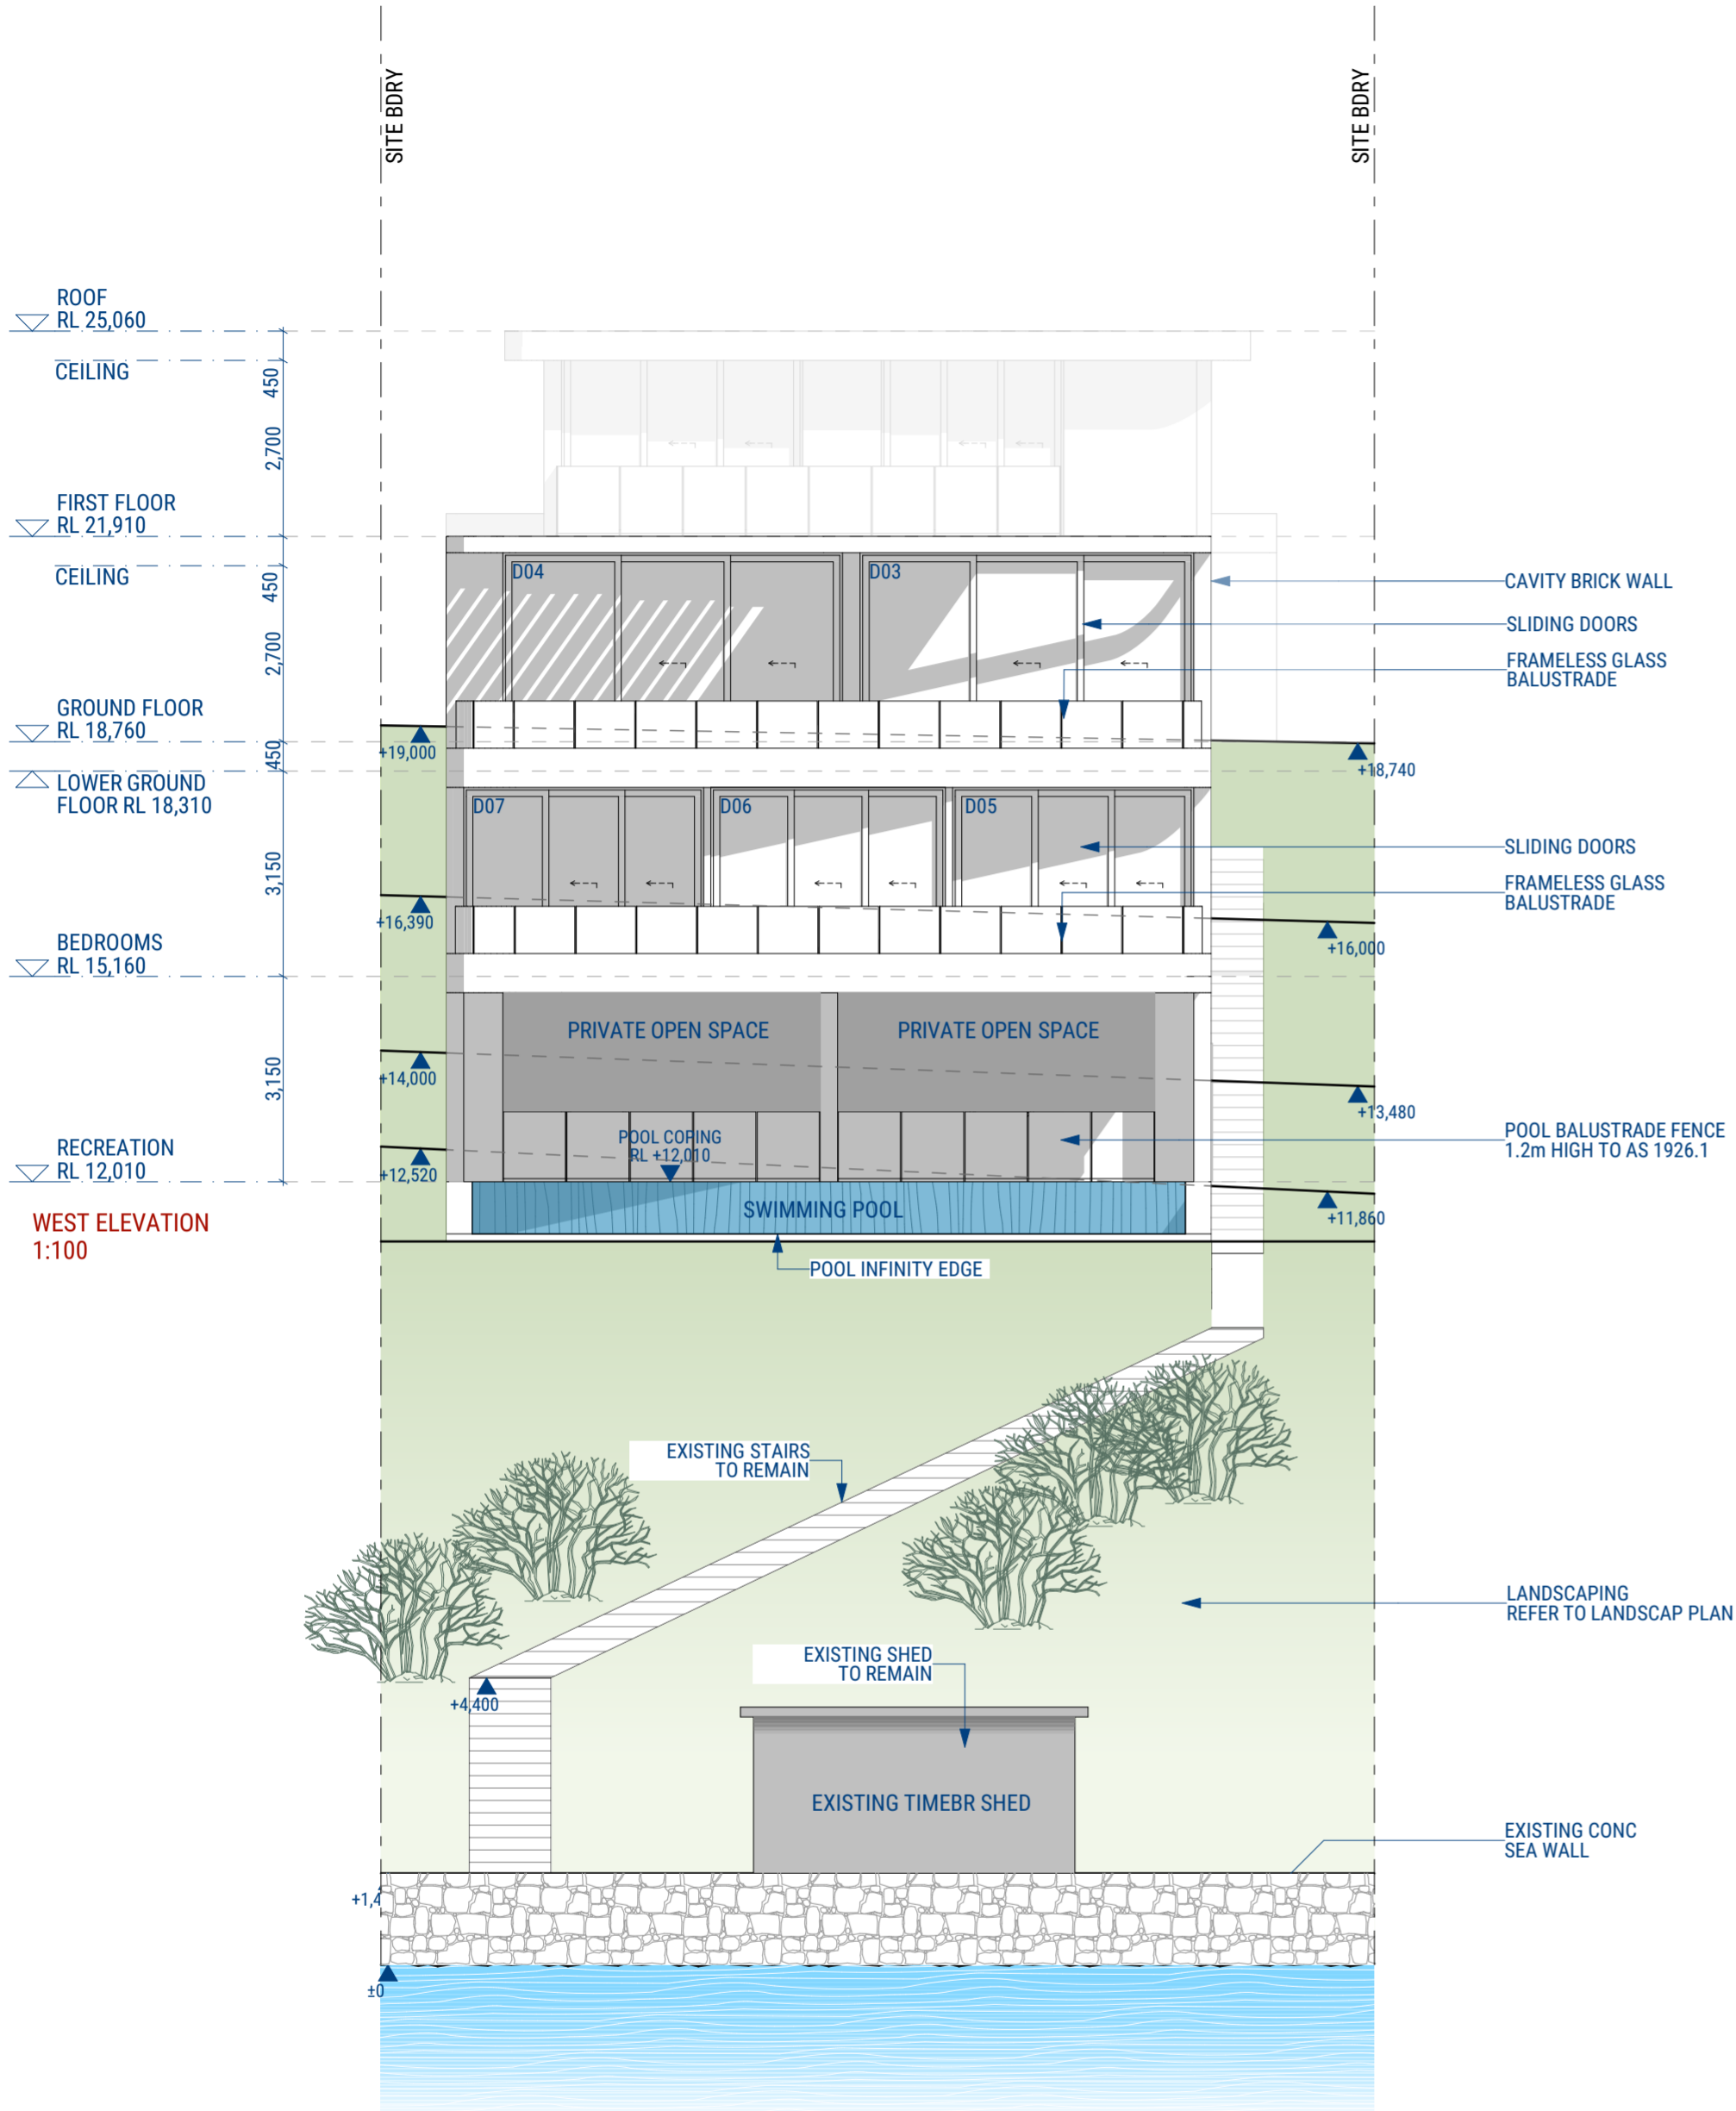 SITE BDRY
SITE BDRY
ROOF
RL 25,060
CEILING
450
2,700
FIRST FLOOR
RL 21,910
CEILING
450
2,700
D04
D03
CAVITY BRICK WALL
SLIDING DOORS
FRAMELESS GLASS
BALUSTRADE
GROUND FLOOR
RL 18,760
450
+19,000
+18,740
LOWER GROUND
FLOOR RL 18,310
D07
D06
D05
SLIDING DOORS
3,150
FRAMELESS GLASS
BALUSTRADE
+16,390
+16,000
BEDROOMS
RL 15,160
PRIVATE OPEN SPACE
PRIVATE OPEN SPACE
3,150
+14,000
+13,480
POOL COPING
RL +12,010
POOL BALUSTRADE FENCE
1.2m HIGH TO AS 1926.1
RECREATION
RL 12,010
+12,520
SWIMMING POOL
+11,860
WEST ELEVATION
1:100
POOL INFINITY EDGE
EXISTING STAIRS
TO REMAIN
LANDSCAPING
REFER TO LANDSCAP PLAN
EXISTING SHED
TO REMAIN
+4,400
EXISTING TIMEBR SHED
EXISTING CONC
SEA WALL
+1,4
±0